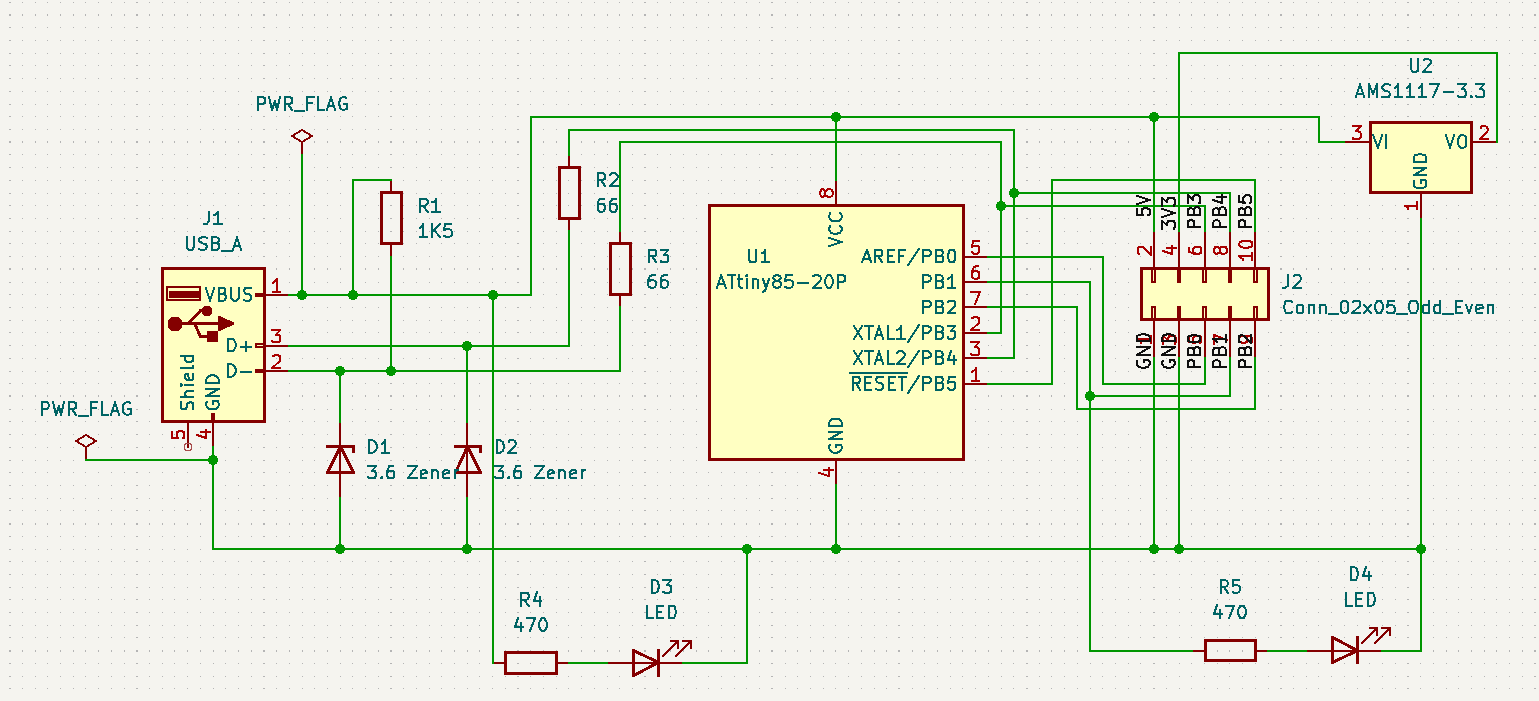 U2
AMS1117-3.3
PWR_FLAG
3
VI
VO
2
GND
1
R2
66
R1
1K5
J1
USB_A
8
VCC
5V
3V3
PB3
PB4
PB5
2
4
6
8
10
R3
66
U1
ATtiny85-20P
AREF/PB0
5
PB1
6
PB2
7
XTAL1/PB3
2
XTAL2/PB4
3
RESET/PB5
1
GND
4
J2
Conn_02x05_Odd_Even
VBUS
1
D+
3
D-
2
Shield
GND
5
4
GND
GND
PB0
PB1
PB2
PWR_FLAG
D1
3.6 Zener
D2
3.6 Zener
R4
470
D3
LED
R5
470
D4
LED